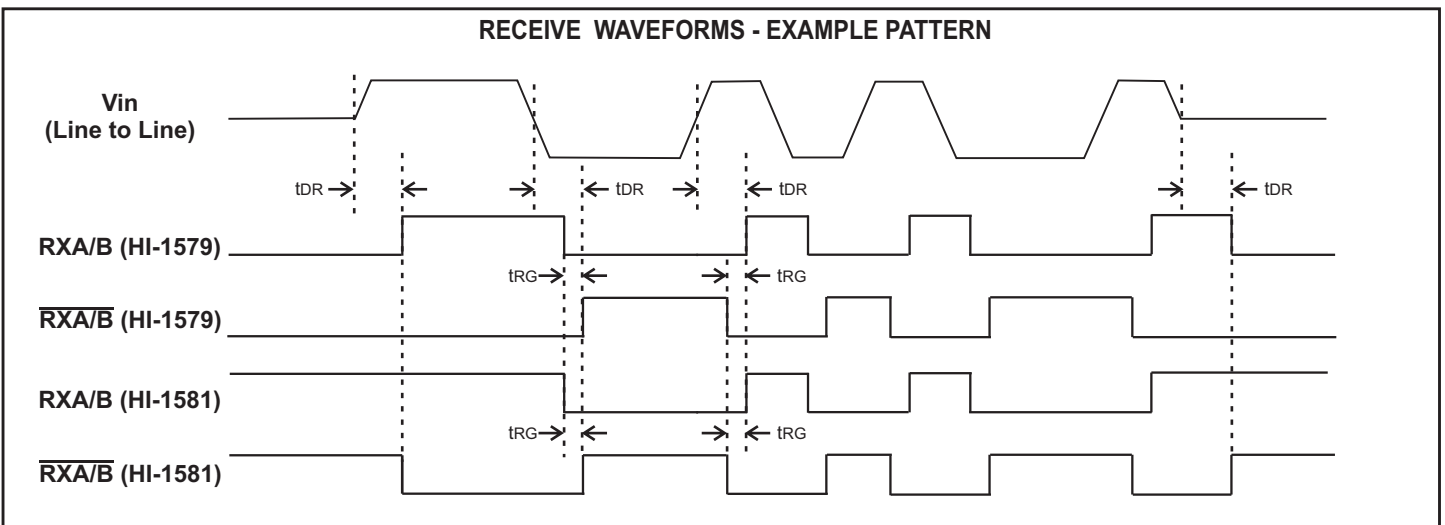 RECEIVE WAVEFORMS - EXAMPLE PATTERN
Vin
(Line to Line)
tDR tDR tDR tDR
RXA/B (HI-1579)
tRG tRG
RXA/B (HI-1579)
RXA/B (HI-1581)
tRG tRG
RXA/B (HI-1581)